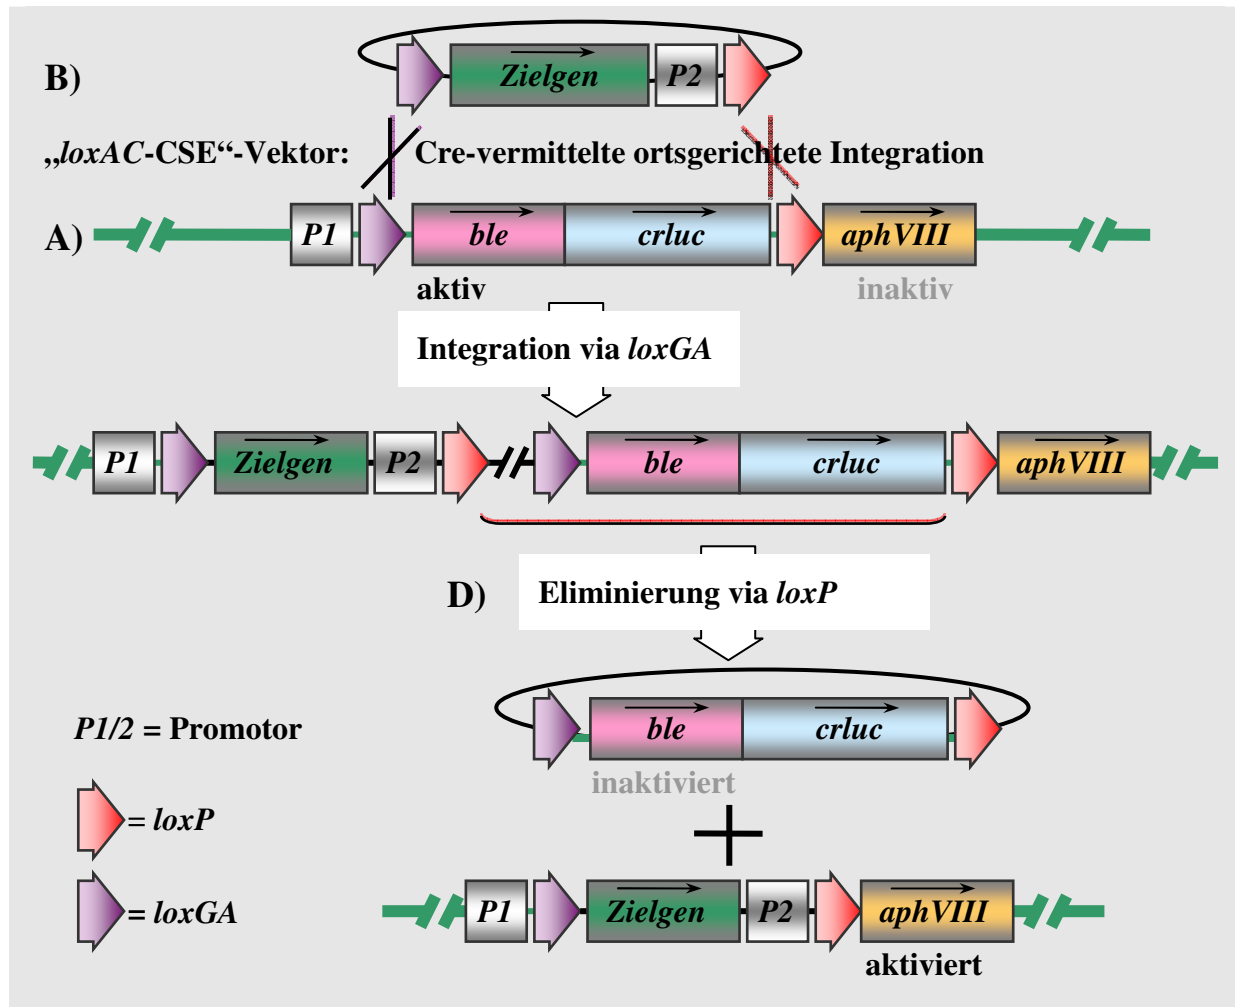 B)
Zielgen P2
„loxAC-CSE“-Vektor: Cre-vermittelte ortsgerichtete Integration
A)
P1 ble crluc aphVIII
aktiv inaktiv
Integration via loxGA
P1 Zielgen P2 ble crluc aphVIII
D) Eliminierung via loxP
ble crluc
inaktiviert
P1/2 = Promotor
= loxP
= loxGA
P1 Zielgen P2 aphVIII
aktiviert